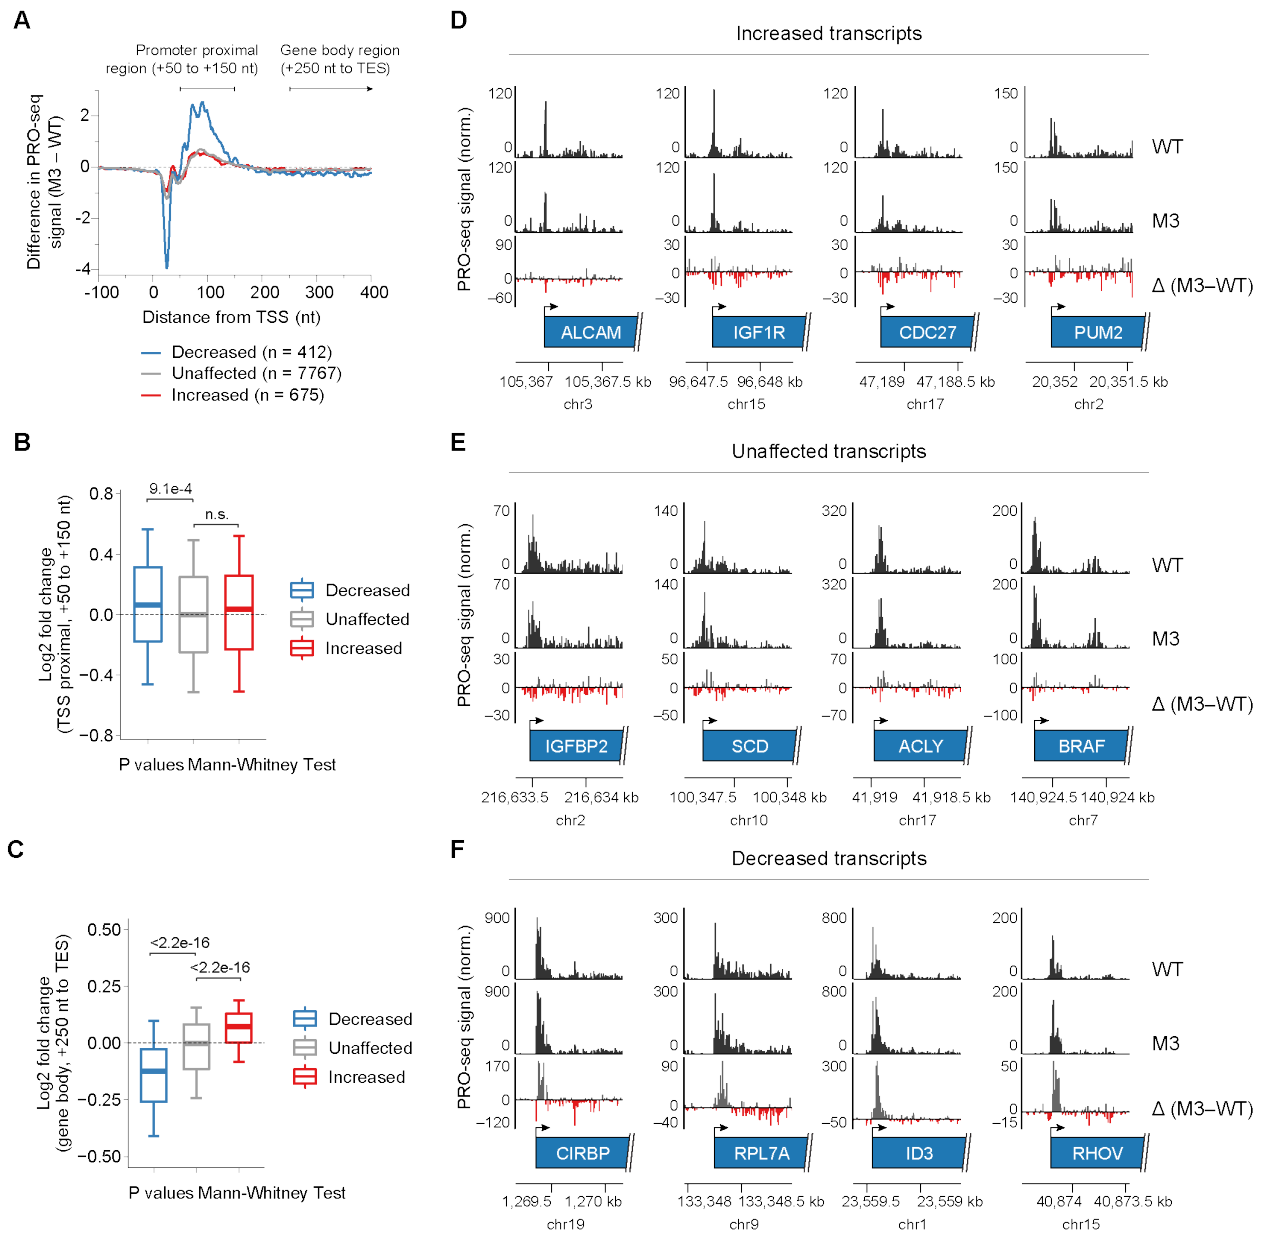 A
Promoter proximal
region (+50 to +150 nt)
Gene body region
(+250 nt to TES)
Difference in PRO-seq
signal (M3 – WT)
2
0
-2
-4
-100 0 100 200 300 400
Distance from TSS (nt)
Decreased (n = 412)
Unaffected (n = 7767)
Increased (n = 675)
B
Log2 fold change
(TSS proximal, +50 to +150 nt)
0.8
0.4
0.0
−0.4
−0.8
9.1e-4
n.s.
Decreased
Unaffected
Increased
P values Mann-Whitney Test
C
Log2 fold change
(gene body, +250 nt to TES)
0.50
0.25
0.00
−0.25
−0.50
<2.2e-16
<2.2e-16
Decreased
Unaffected
Increased
P values Mann-Whitney Test
D
Increased transcripts
PRO-seq signal (norm.)
120 120 120 150
0 0 0 0
WT
120 120 120 150
0 0 0 0
M3
90 30 30 30
0 0 0 0
−60 −30 −30 −30
Δ (M3–WT)
ALCAM IGF1R CDC27 PUM2
105,367 105,367.5 kb 96,647.5 96,648 kb 47,189 47,188.5 kb 20,352 20,351.5 kb
chr3 chr15 chr17 chr2
E
Unaffected transcripts
PRO-seq signal (norm.)
70 140 320 200
0 0 0 0
WT
70 140 320 200
0 0 0 0
M3
30 50 70 100
0 0 0 0
−30 −50 −70 −100
Δ (M3–WT)
IGFBP2 SCD ACLY BRAF
216,633.5 216,634 kb 100,347.5 100,348 kb 41,919 41,918.5 kb 140,924.5 140,924 kb
chr2 chr10 chr17 chr7
F
Decreased transcripts
PRO-seq signal (norm.)
900 300 800 200
0 0 0 0
WT
900 300 800 200
0 0 0 0
M3
170 90 300 50
0 0 0
−120 −40 −50 −15
Δ (M3–WT)
CIRBP RPL7A ID3 RHOV
1,269.5 1,270 kb 133,348 133,348.5 kb 23,559.5 23,559 kb 40,874 40,873.5 kb
chr19 chr9 chr1 chr15